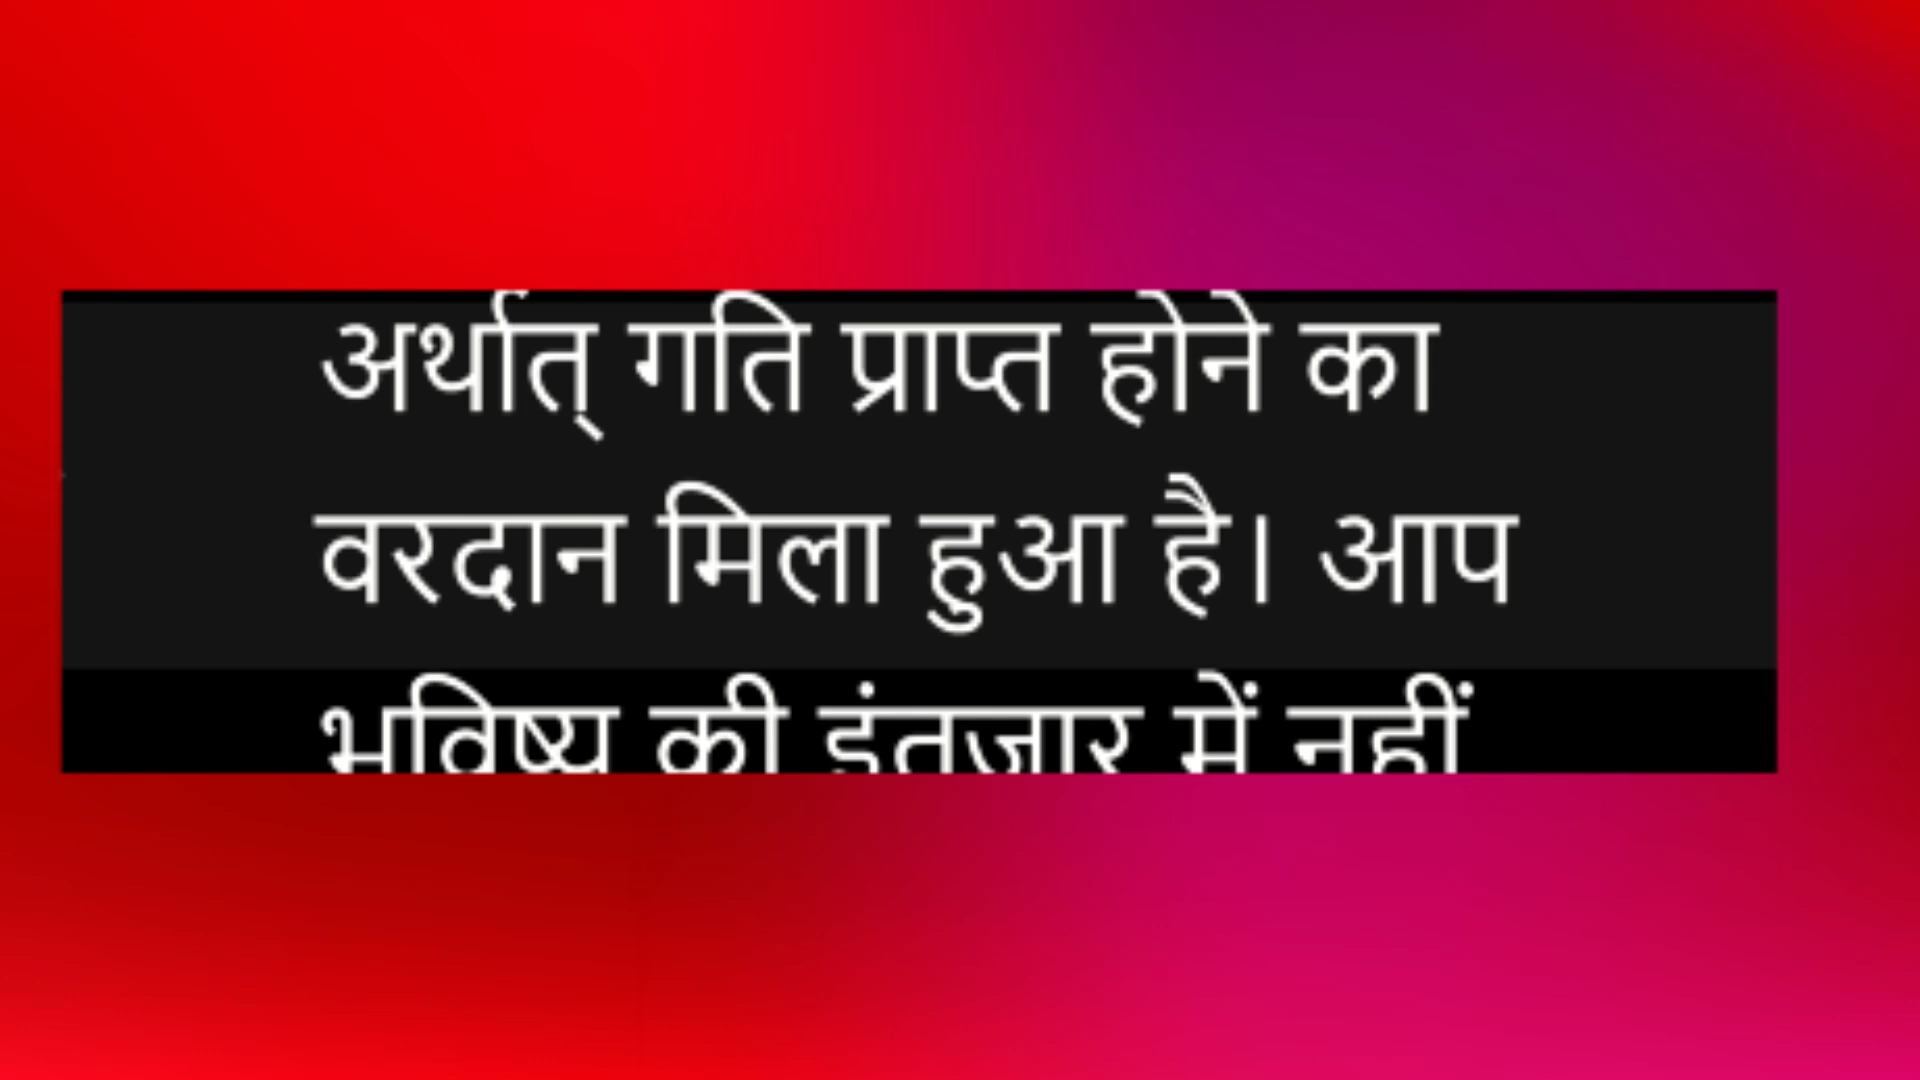 अर्थात् गति प्राप्त होने का
वरदान मिला हुआ है। आप
भविष्य की इंतजार में नहीं